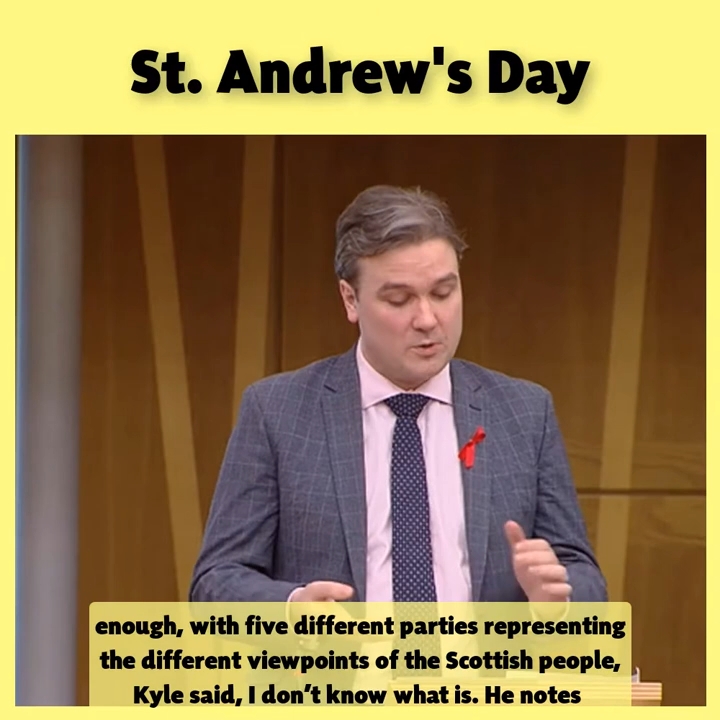 St. Andrew's Day
enough, with five different parties representing
the different viewpoints of the Scottish people,
Kyle said, I don’t know what is. He notes